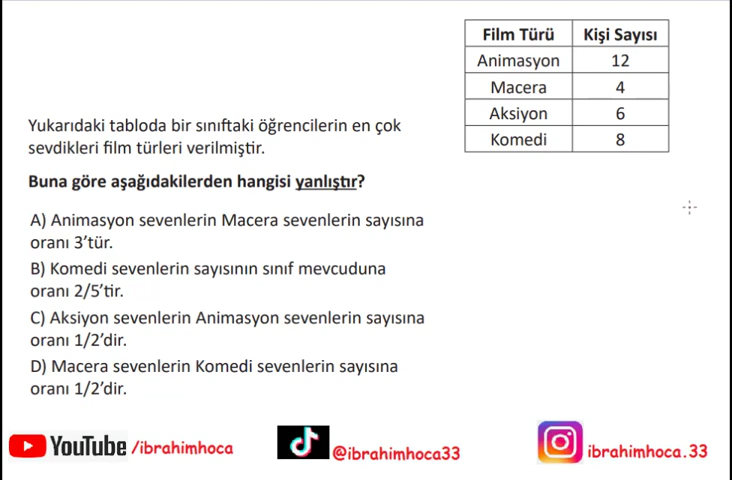 Film Türü Kişi Sayısı
Animasyon 12
Macera 4
Aksiyon 6
Komedi 8
Yukarıdaki tabloda bir sınıftaki öğrencilerin en çok
sevdikleri film türleri verilmiştir.
Buna göre aşağıdakilerden hangisi yanlıştır?
A) Animasyon sevenlerin Macera sevenlerin sayısına
oranı 3'tür.
B) Komedi sevenlerin sayısının sınıf mevcuduna
oranı 2/5'tir.
C) Aksiyon sevenlerin Animasyon sevenlerin sayısına
oranı 1/2'dir.
D) Macera sevenlerin Komedi sevenlerin sayısına
oranı 1/2'dir.
YouTube /ibrahimhoca
@ibrahimhoca33
ibrahimhoca.33